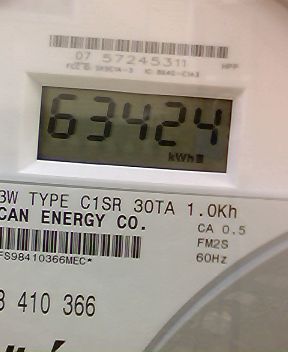 07 57245311
HPP
63424
kWh
3W TYPE C1SR 30TA 1.0Kh
CAN ENERGY CO.
CA 0.5
FM2S
FS98410366MEC*
60Hz
410 366